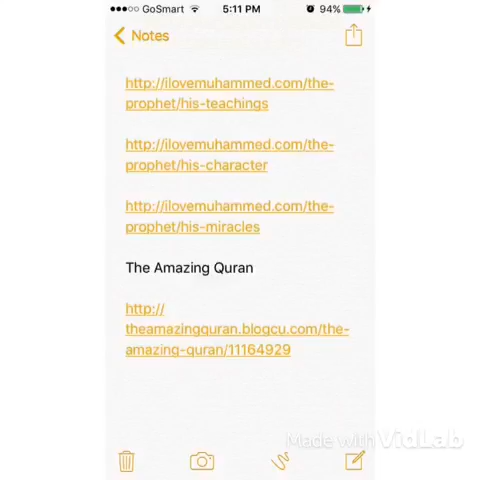 GoSmart 5:11 PM 94%
Notes
http://ilovemuhammed.com/the-
prophet/his-teachings
http://ilovemuhammed.com/the-
prophet/his-character
http://ilovemuhammed.com/the-
prophet/his-miracles
The Amazing Quran
http://
theamazingquran.blogcu.com/the-
amazing-quran/11164929
Made with VidLab